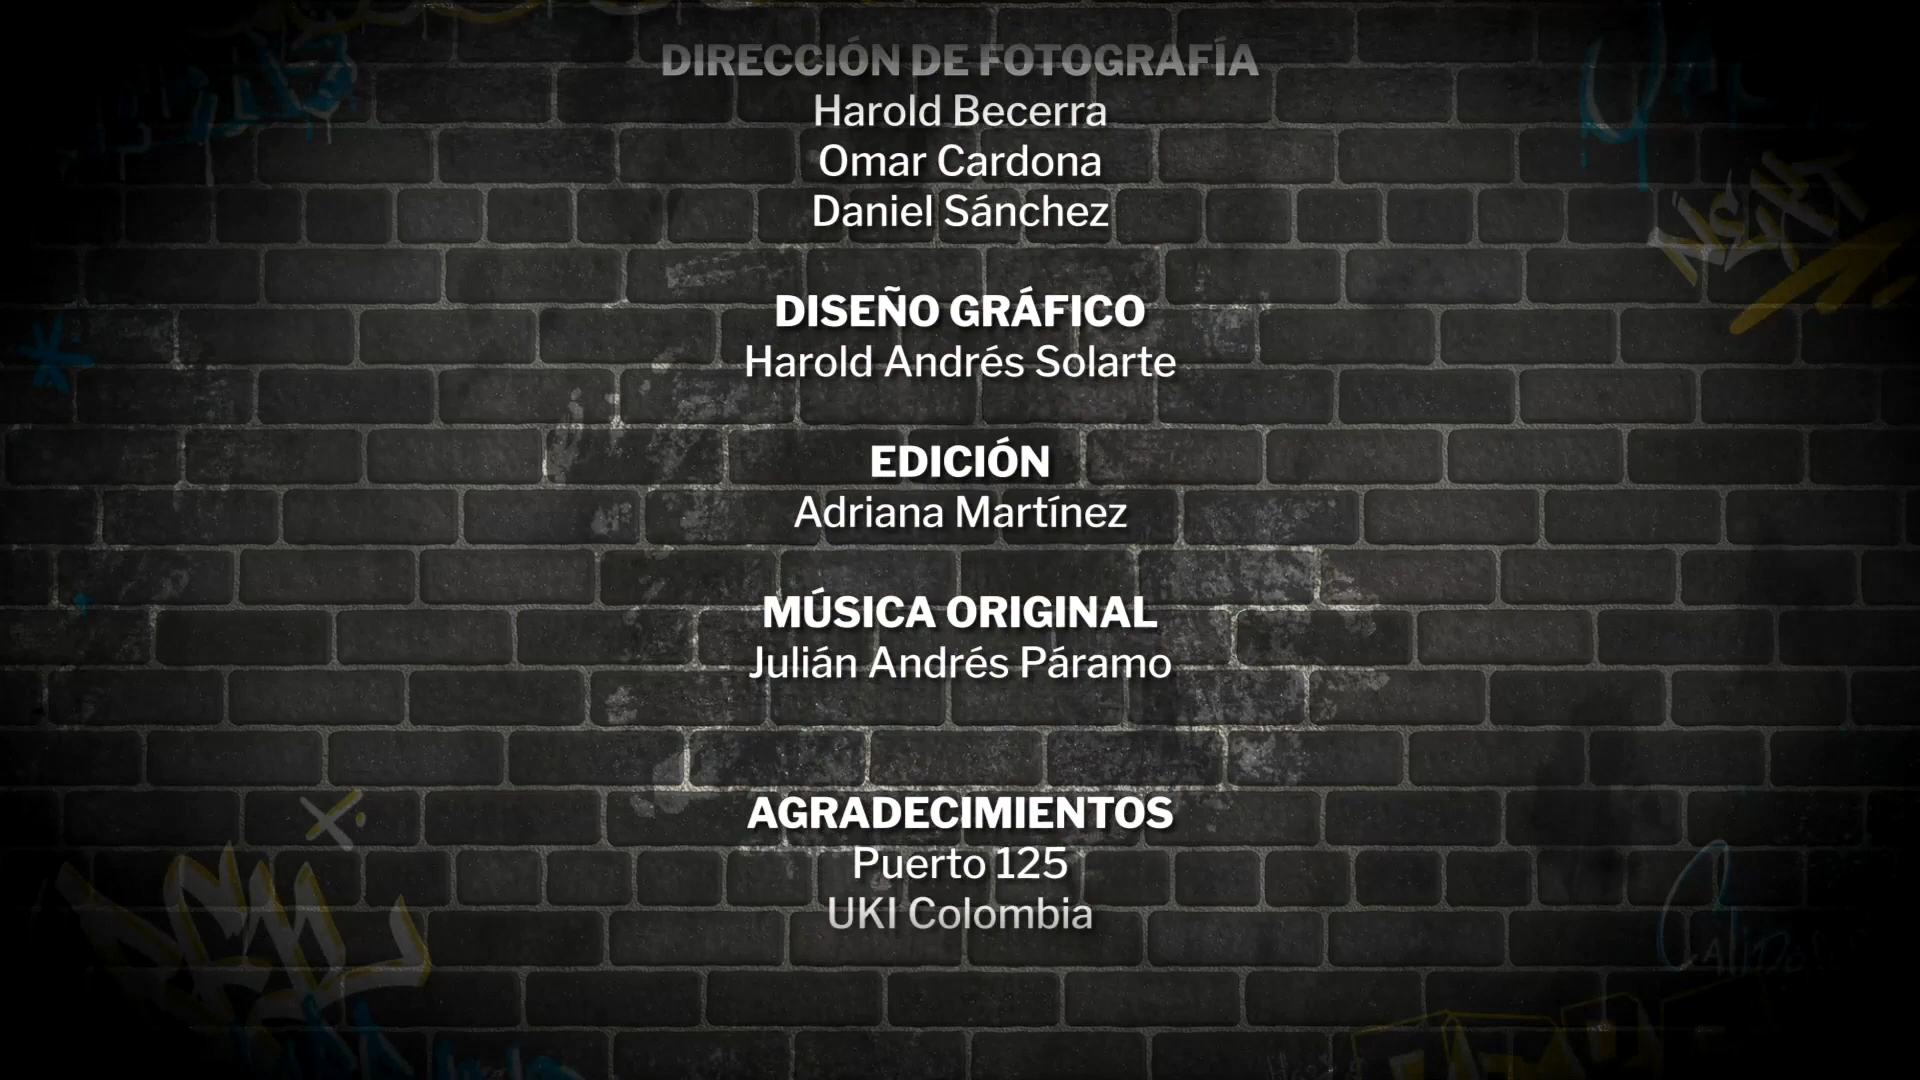 DIRECCIÓN DE FOTOGRAFÍA
Harold Becerra
Omar Cardona
Daniel Sánchez
DISEÑO GRÁFICO
Harold Andrés Solarte
EDICIÓN
Adriana Martínez
MÚSICA ORIGINAL
Julián Andrés Páramo
AGRADECIMIENTOS
Puerto 125
UKI Colombia